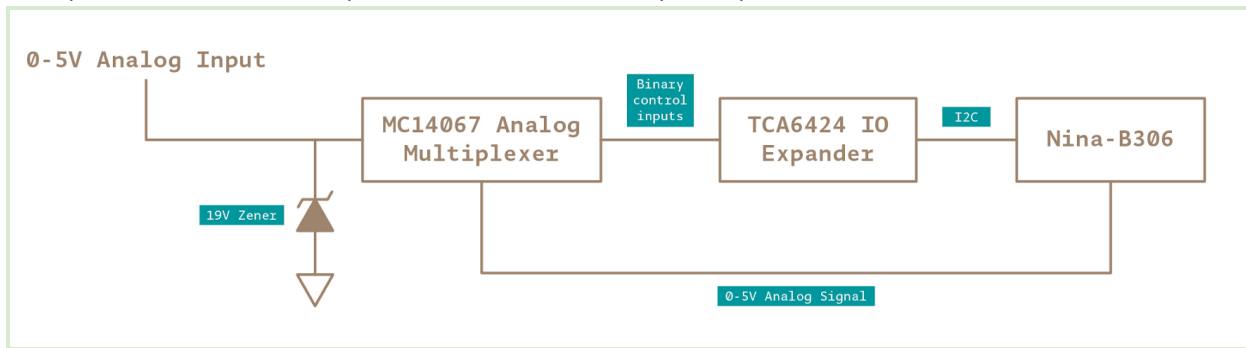 0-5V Analog Input
Binary
control
inputs
MC14067 Analog
Multiplexer
TCA6424 IO
Expander
I2C
Nina-B306
19V Zener
0-5V Analog Signal